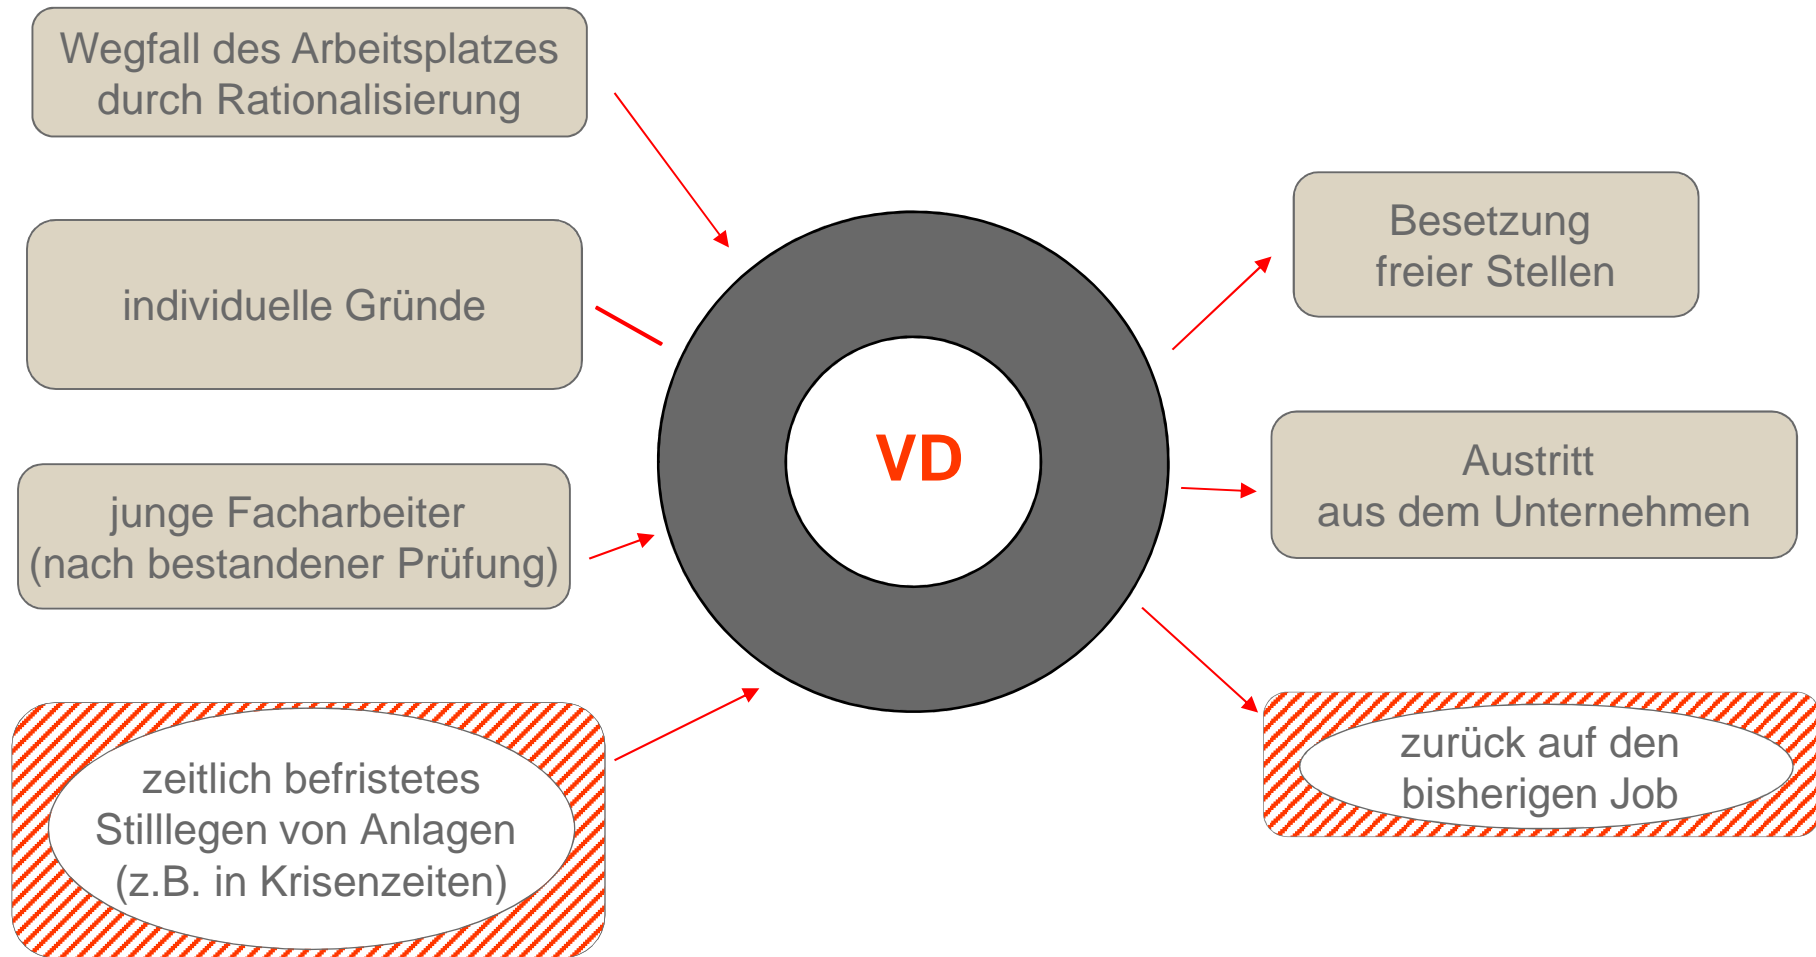 Wegfall des Arbeitsplatzes
durch Rationalisierung
individuelle Gründe
junge Facharbeiter
(nach bestandener Prüfung)
zeitlich befristetes
Stilllegen von Anlagen
(z.B. in Krisenzeiten)
VD
Besetzung
freier Stellen
Austritt
aus dem Unternehmen
zurück auf den
bisherigen Job